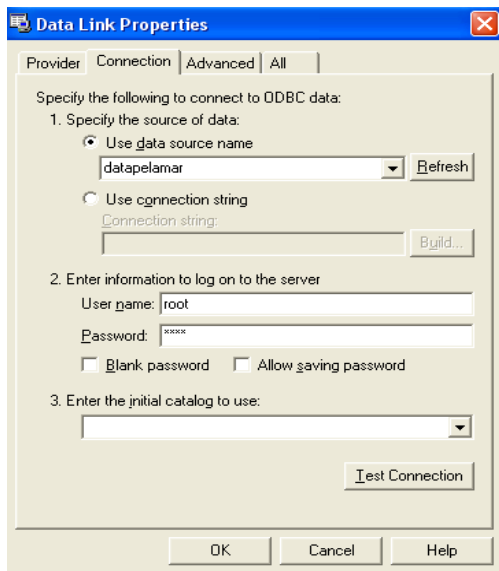 Data Link Properties
Provider Connection Advanced All
Specify the following to connect to ODBC data:
1. Specify the source of data:
Use data source name
datapelamar Refresh
Use connection string
Connection string:
Build...
2. Enter information to log on to the server
User name: root
Password: ****
Blank password Allow saving password
3. Enter the initial catalog to use:
Test Connection
OK Cancel Help